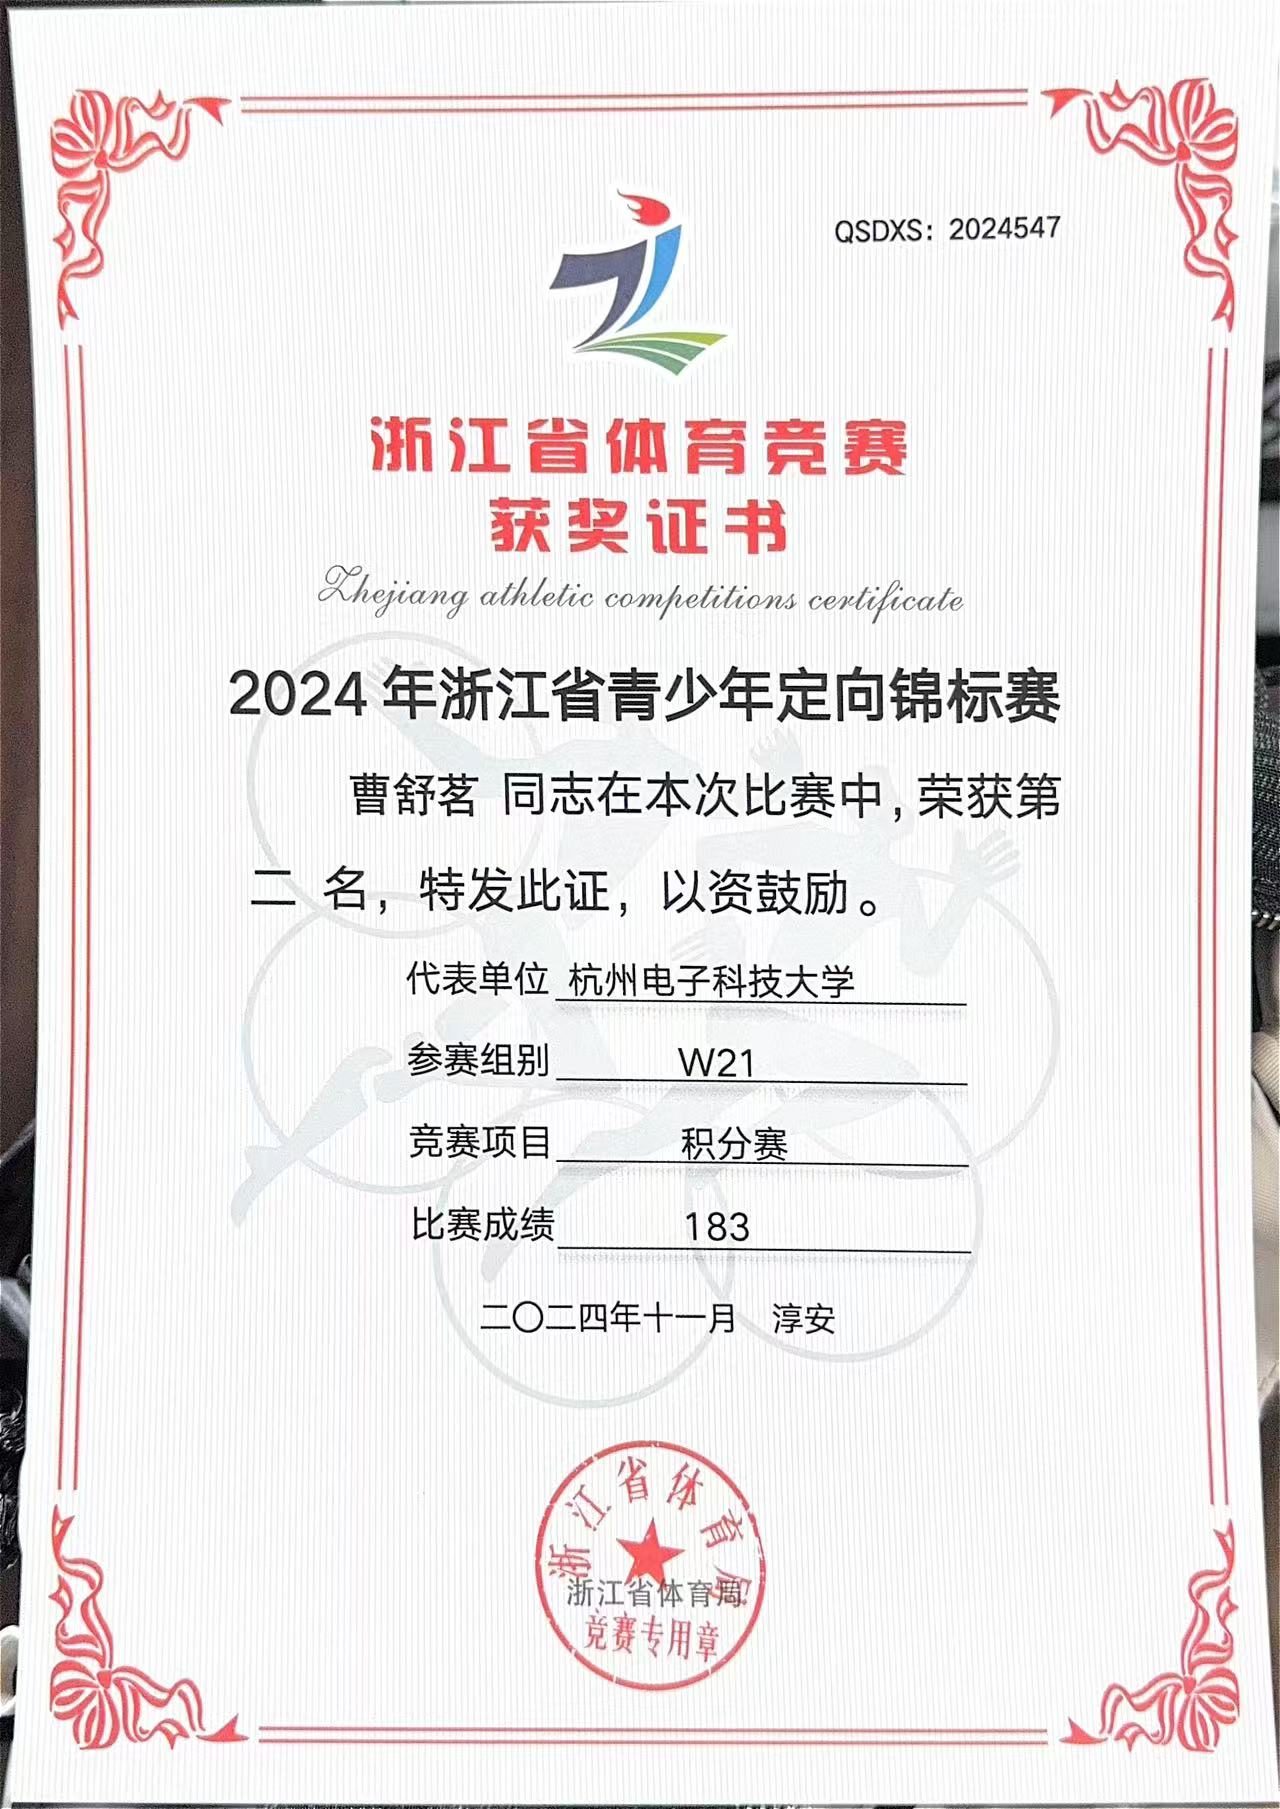 QSDXS：2024547
浙江省体育竞赛
获奖证书
Zhejiang athletic competitions certificate
2024年浙江省青少年定向锦标赛
曹舒茗 同志在本次比赛中，荣获第
二 名，特发此证，以资鼓励。
代表单位 杭州电子科技大学
参赛组别 W21
竞赛项目 积分赛
比赛成绩 183
二〇二四年十一月 淳安
浙江省体育局
浙江省体育局
竞赛专用章